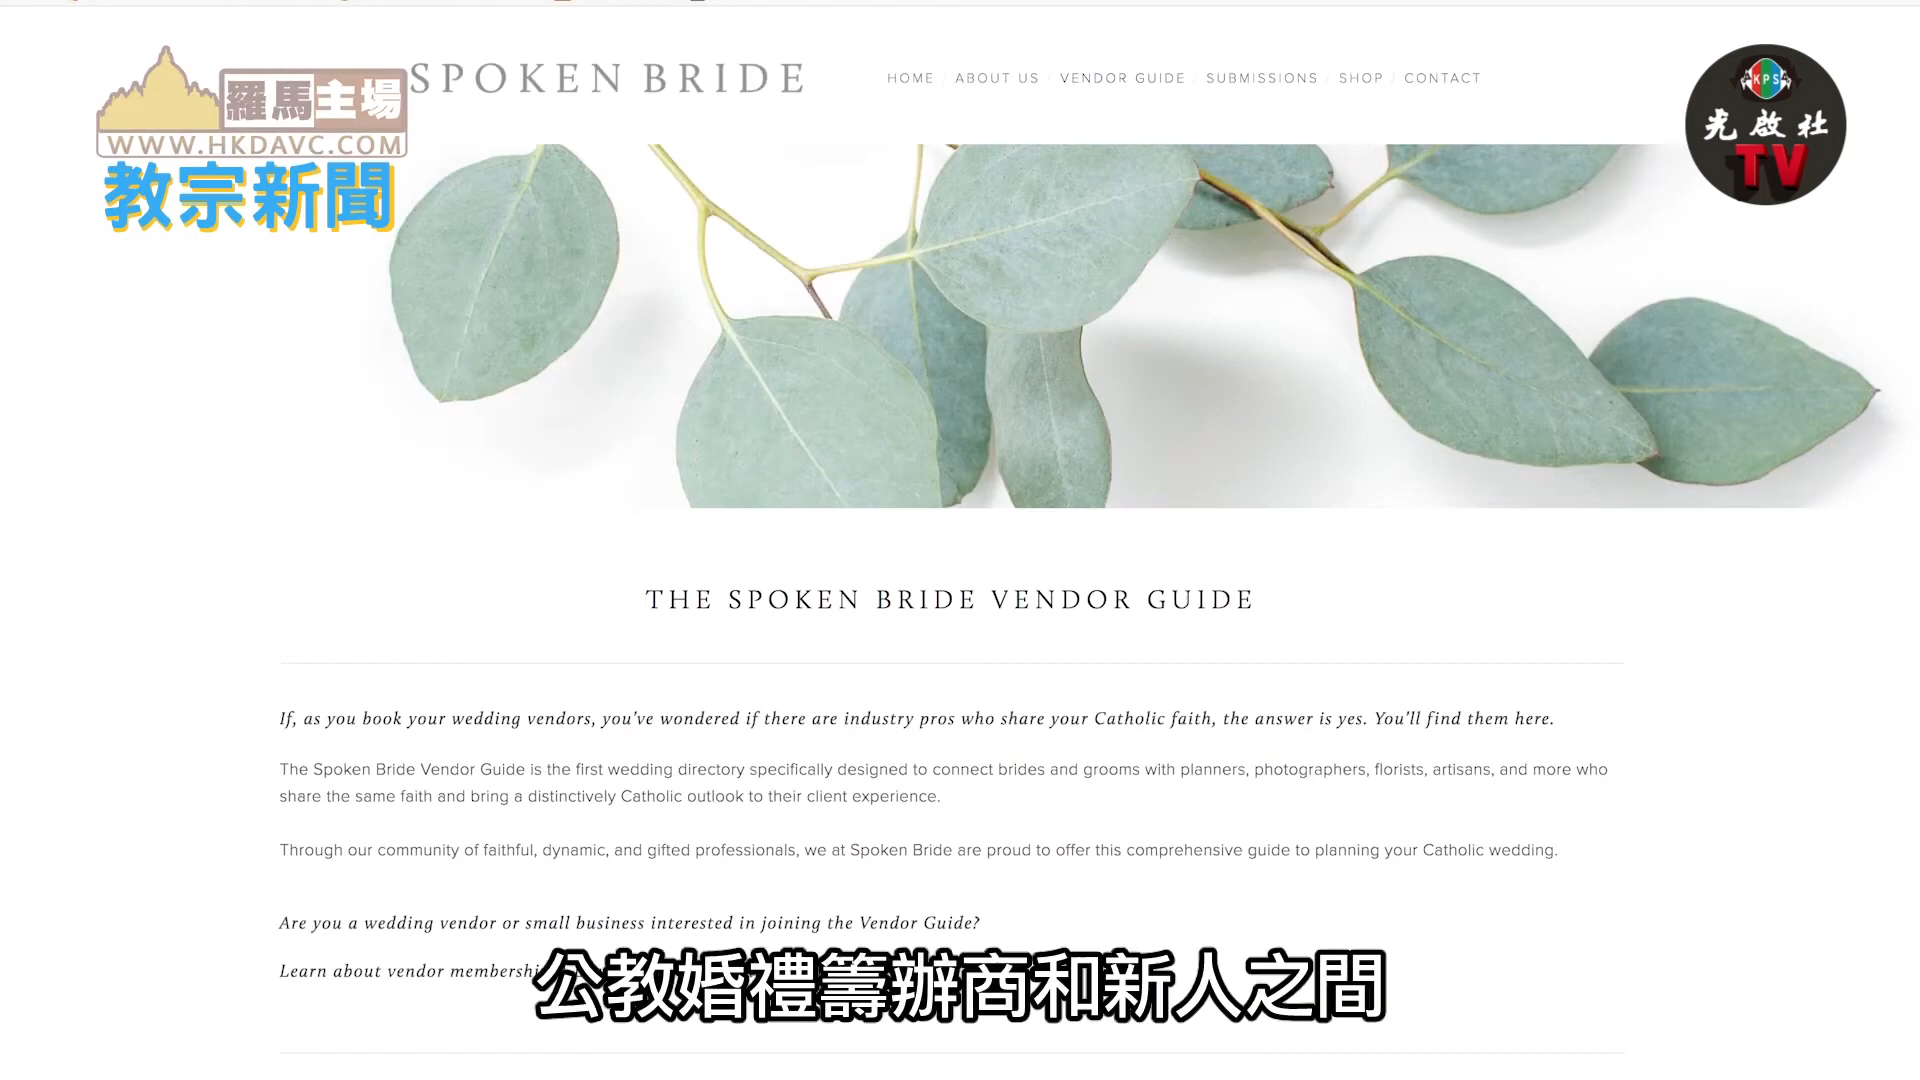 SPOKEN BRIDE
HOME / ABOUT US / VENDOR GUIDE / SUBMISSIONS / SHOP / CONTACT
羅馬主場
WWW.HKDAVC.COM
教宗新聞
KPS
光啟社
TV
THE SPOKEN BRIDE VENDOR GUIDE
If, as you book your wedding vendors, you've wondered if there are industry pros who share your Catholic faith, the answer is yes. You'll find them here.
The Spoken Bride Vendor Guide is the first wedding directory specifically designed to connect brides and grooms with planners, photographers, florists, artisans, and more who
share the same faith and bring a distinctively Catholic outlook to their client experience.
Through our community of faithful, dynamic, and gifted professionals, we at Spoken Bride are proud to offer this comprehensive guide to planning your Catholic wedding.
Are you a wedding vendor or small business interested in joining the Vendor Guide?
Learn about vendor
公教婚禮籌辦商和新人之間